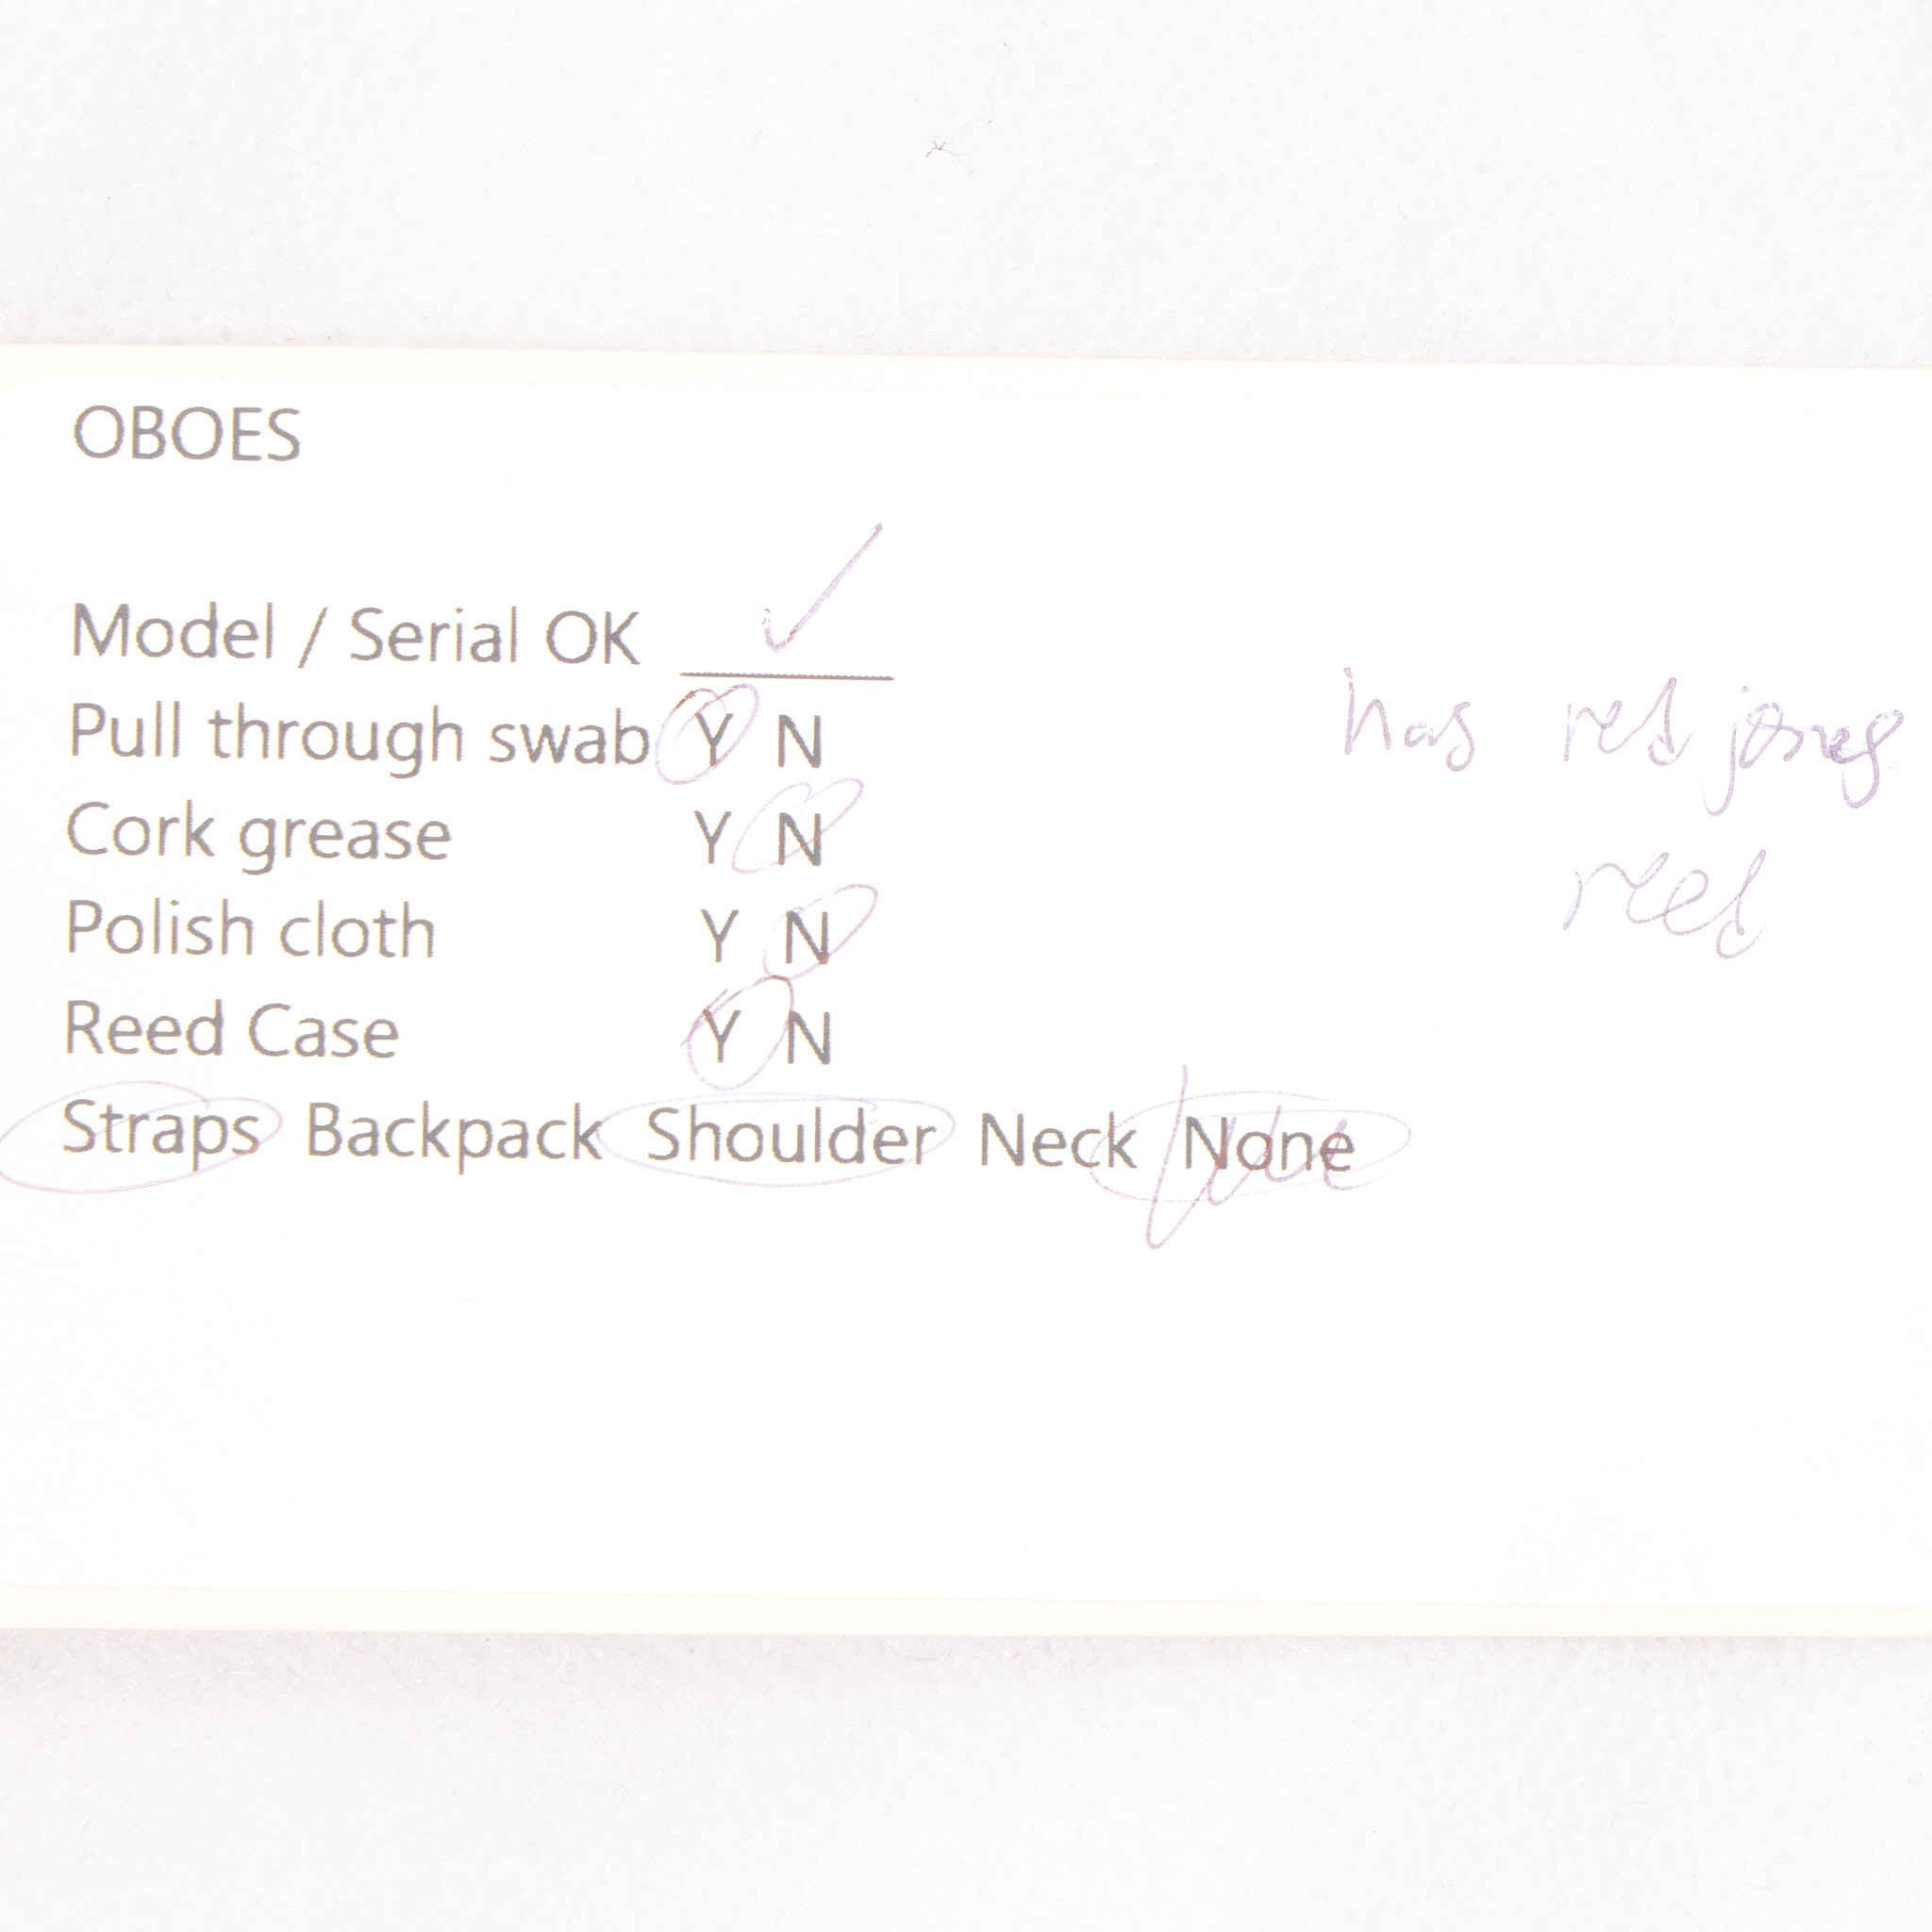 OBOES
Model / Serial OK ✓
Pull through swab Y N
has red jones
Cork grease Y N
reed
Polish cloth Y N
Reed Case Y N
Straps Backpack Shoulder Neck None